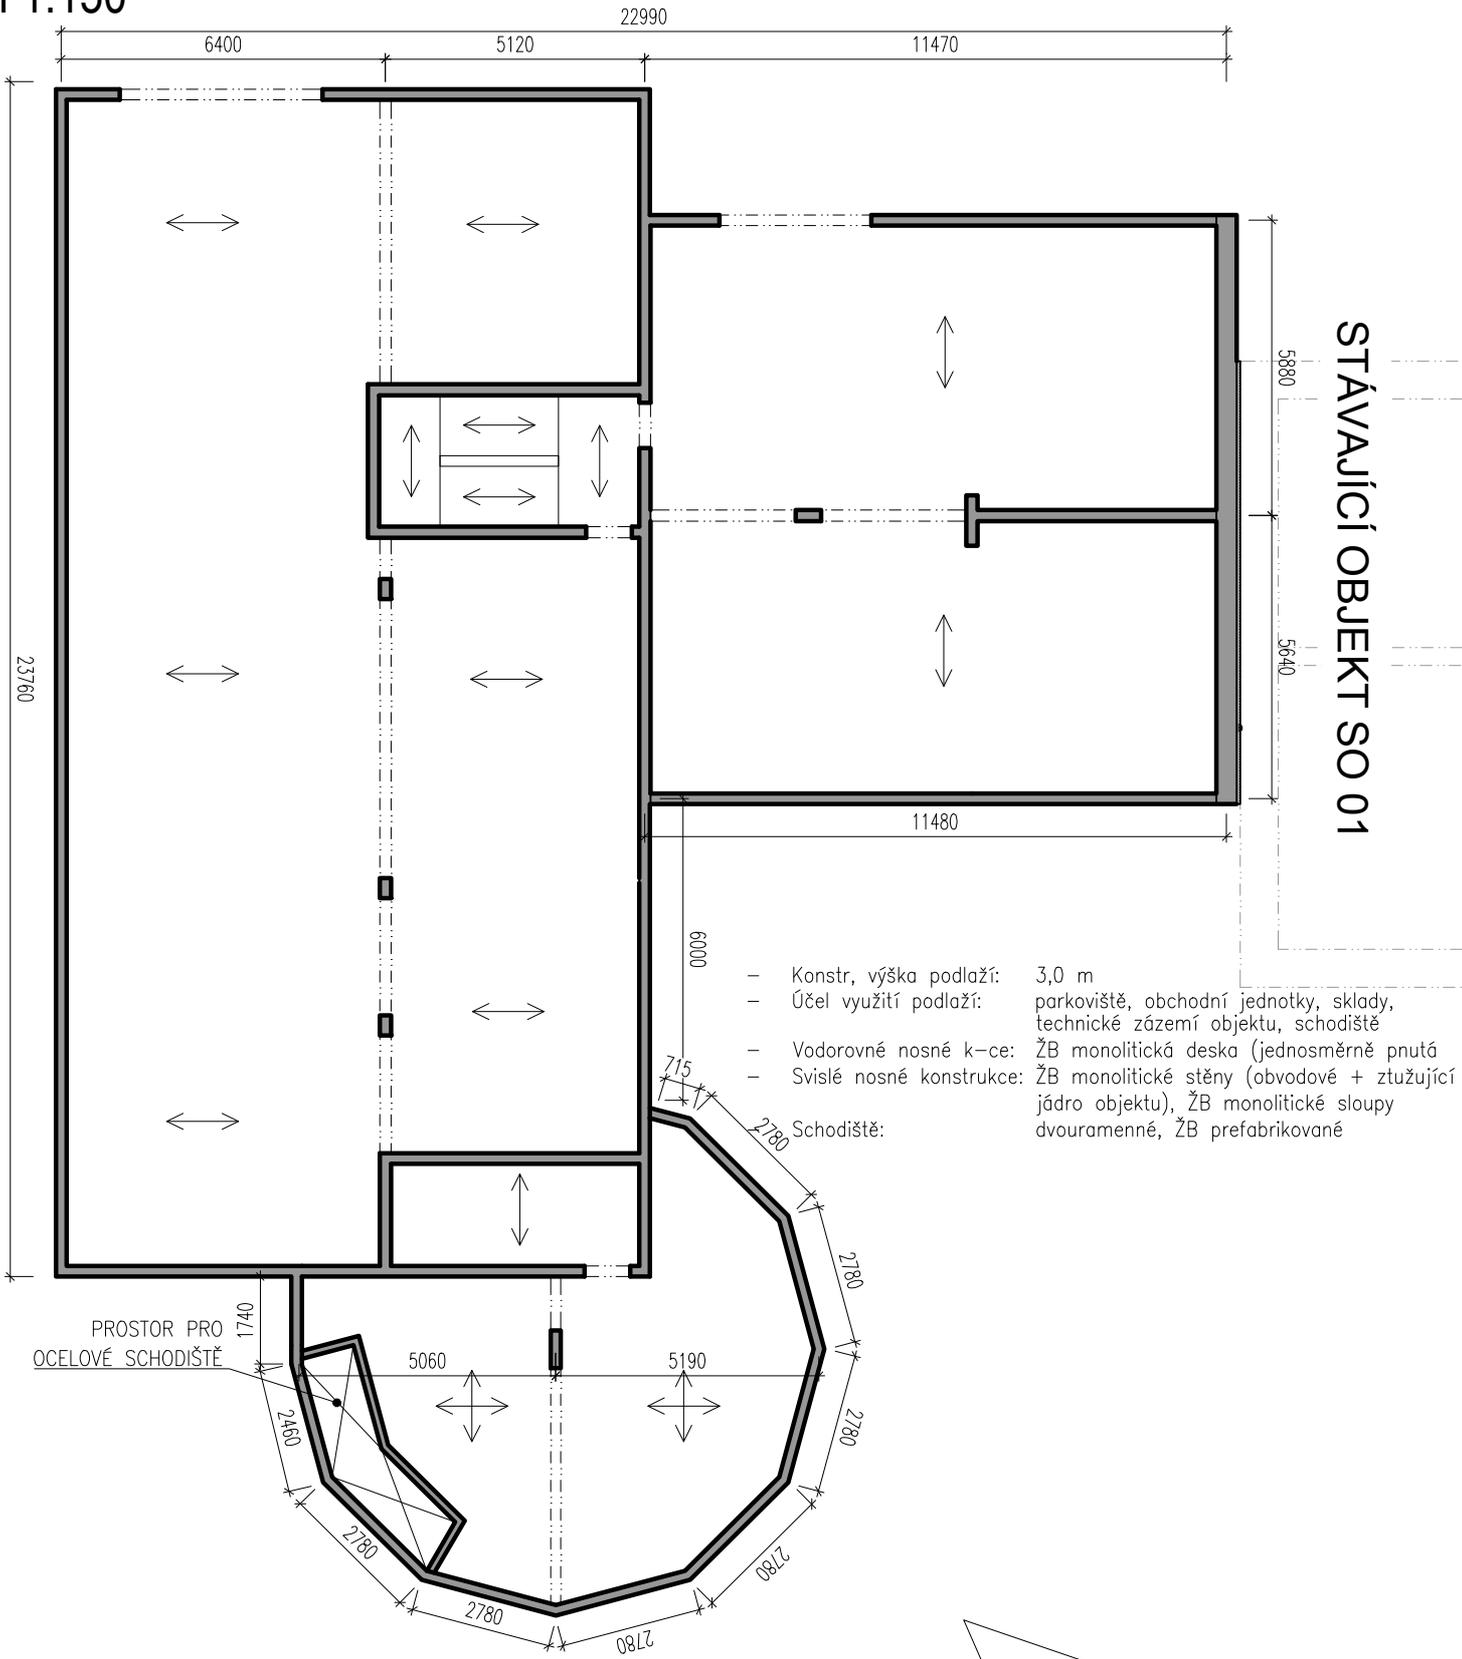 22990
6400
5120
11470
5880
STÁVAJÍCÍ OBJEKT SO 01
5640
23760
11480
6000
– Konstr, výška podlaží: 3,0 m
– Účel využití podlaží: parkoviště, obchodní jednotky, sklady,
technické zázemí objektu, schodiště
– Vodorovné nosné k–ce: ŽB monolitická deska (jednosměrně pnutá
– Svislé nosné konstrukce: ŽB monolitické stěny (obvodové + ztužující
jádro objektu), ŽB monolitické sloupy
– Schodiště: dvouramenné, ŽB prefabrikované
715
2780
2780
1740
PROSTOR PRO
OCELOVÉ SCHODIŠTĚ
5060
5190
2460
2780
2780
2780
2780
2780